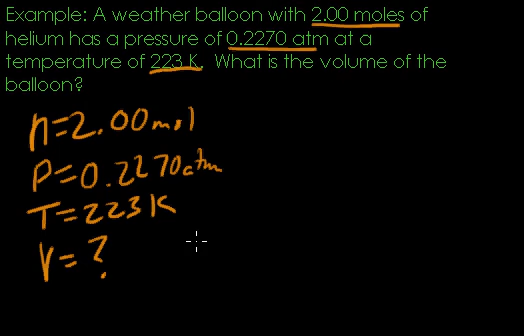 Example: A weather balloon with 2.00 moles of
helium has a pressure of 0.2270 atm at a
temperature of 223 K. What is the volume of the
balloon?
n=2.00mol
P=0.2270atm
T=223K
V=?